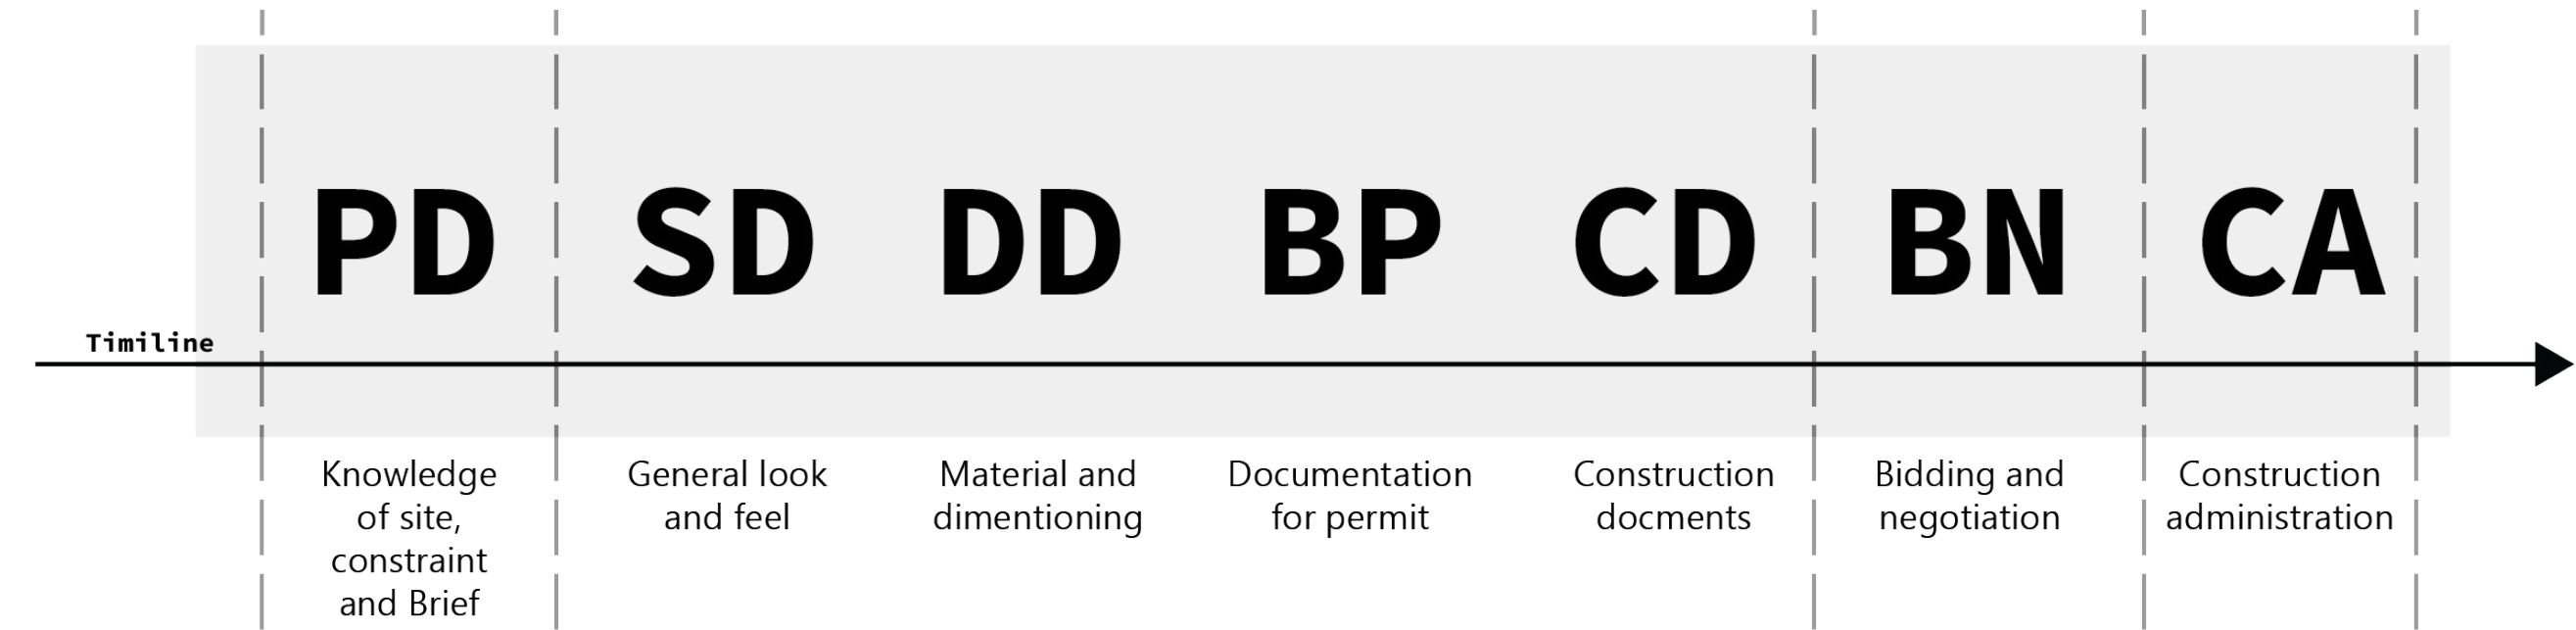 PD SD DD BP CD BN CA
Timiline
Knowledge
of site,
constraint
and Brief
General look
and feel
Material and
dimentioning
Documentation
for permit
Construction
docments
Bidding and
negotiation
Construction
administration